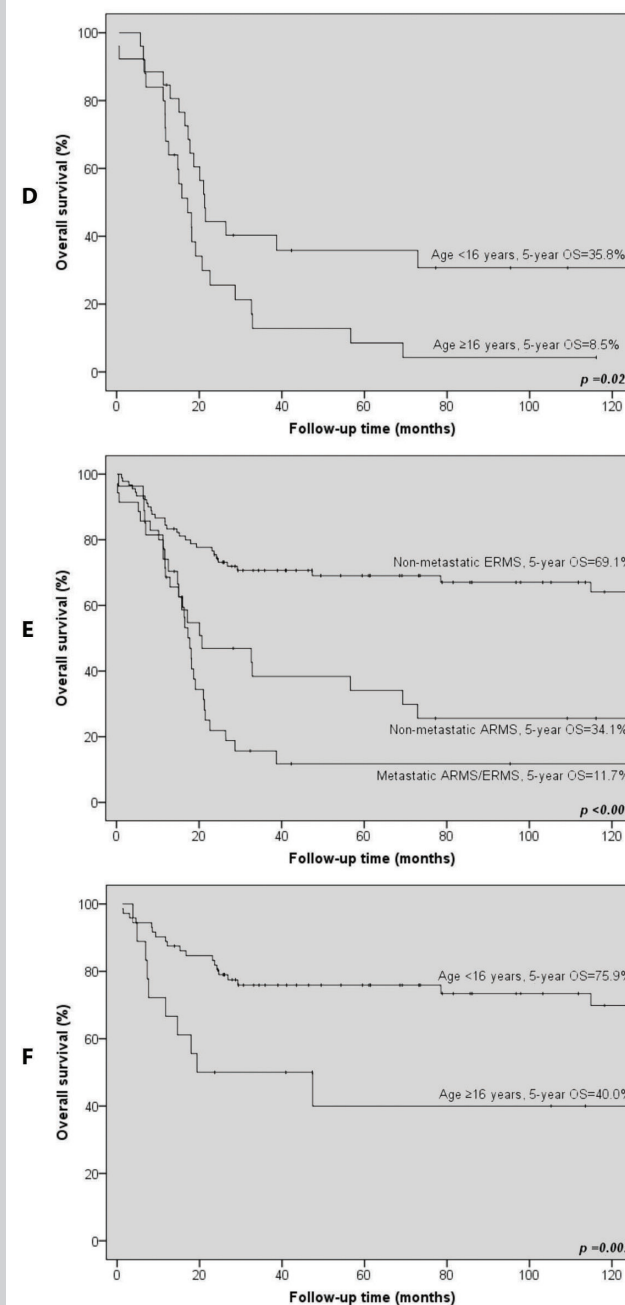 D
Overall survival (%)
100
80
60
40
20
0
Age <16 years, 5-year OS=35.8%
Age ≥16 years, 5-year OS=8.5%
p =0.02
0 20 40 60 80 100 120
Follow-up time (months)
E
Overall survival (%)
100
80
60
40
20
0
Non-metastatic ERMS, 5-year OS=69.1%
Non-metastatic ARMS, 5-year OS=34.1%
Metastatic ARMS/ERMS, 5-year OS=11.7%
p <0.00
0 20 40 60 80 100 120
Follow-up time (months)
F
Overall survival (%)
100
80
60
40
20
0
Age <16 years, 5-year OS=75.9%
Age ≥16 years, 5-year OS=40.0%
p =0.00
0 20 40 60 80 100 120
Follow-up time (months)